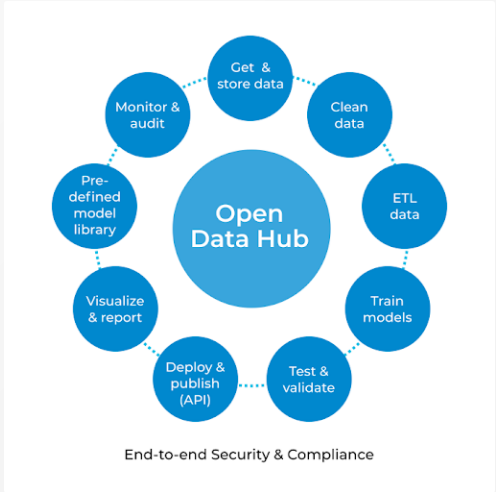 Get &
store data
Clean
data
ETL
data
Train
models
Test &
validate
Deploy &
publish
(API)
Visualize
& report
Pre-
defined
model
library
Monitor &
audit
Open
Data Hub
End-to-end Security & Compliance